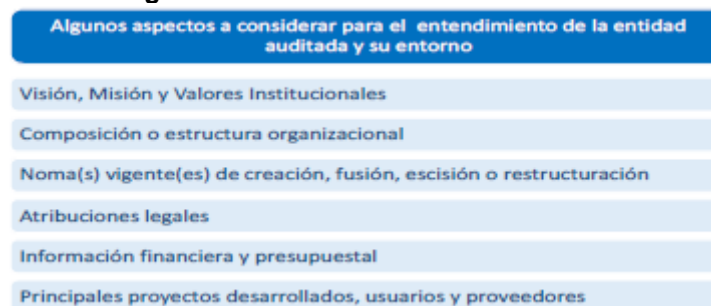 Algunos aspectos a considerar para el entendimiento de la entidad
auditada y su entorno
Visión, Misión y Valores Institucionales
Composición o estructura organizacional
Noma(s) vigente(es) de creación, fusión, escisión o restructuración
Atribuciones legales
Información financiera y presupuestal
Principales proyectos desarrollados, usuarios y proveedores